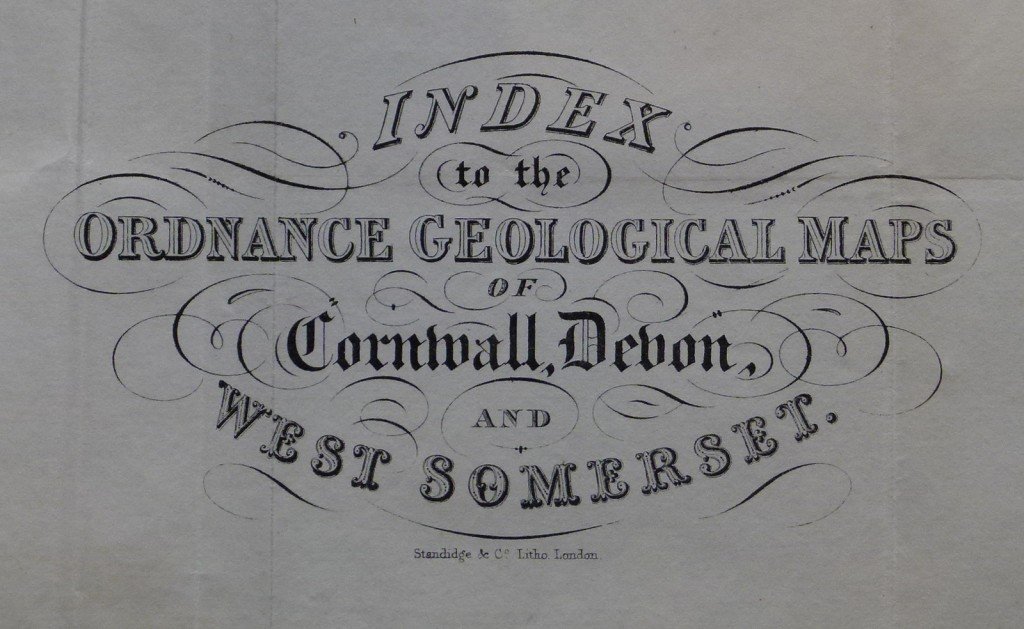 INDEX
to the
ORDNANCE GEOLOGICAL MAPS
OF
Cornwall, Devon,
AND
WEST SOMERSET.
Standidge & Co. Litho. London.